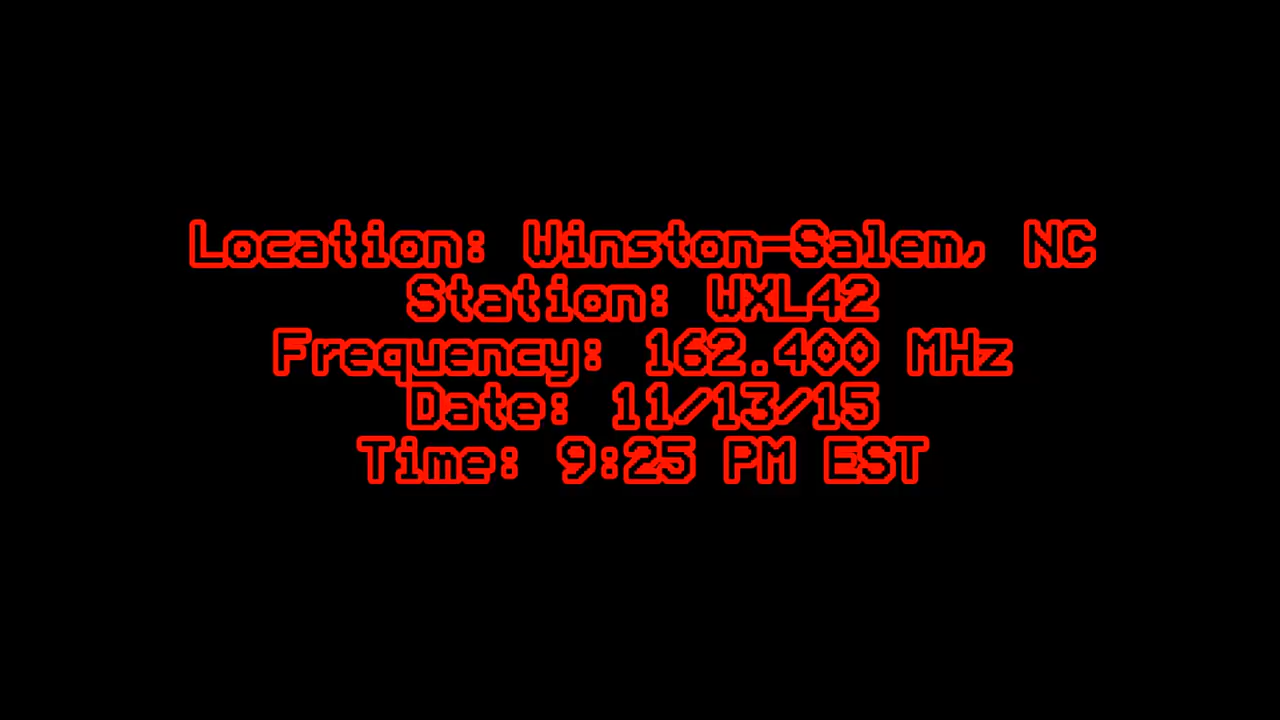 Location: Winston-Salem, NC
Station: WXL42
Frequency: 162.400 MHz
Date: 11/13/15
Time: 9:25 PM EST